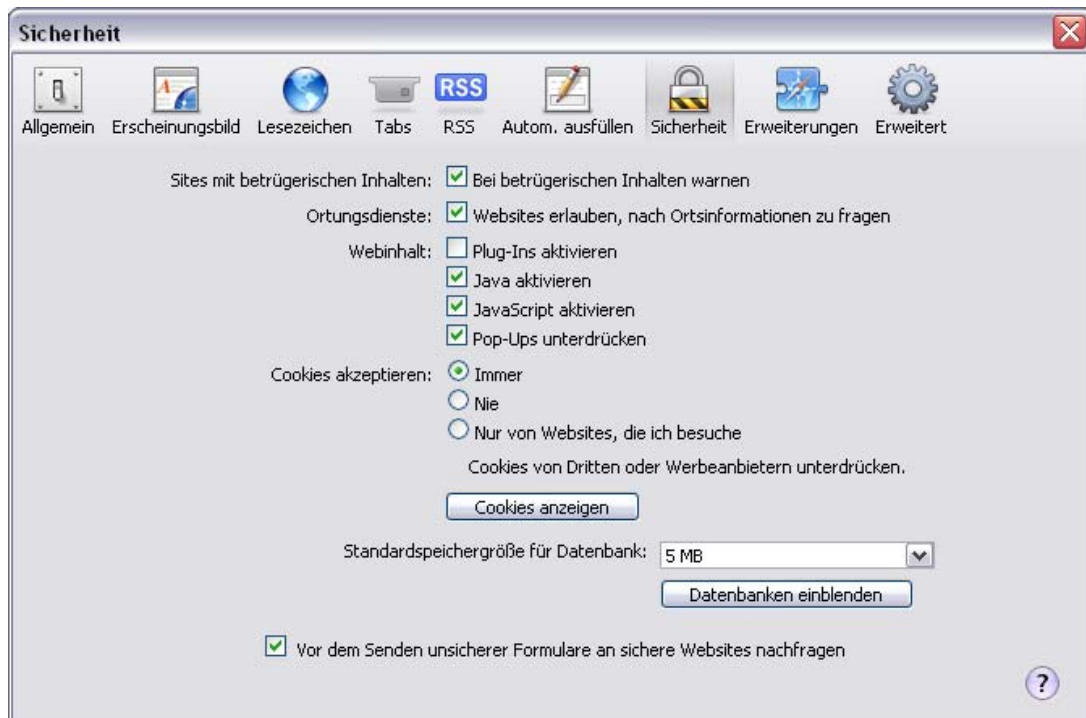 Sicherheit
RSS
Allgemein Erscheinungsbild Lesezeichen Tabs RSS Autom. ausfüllen Sicherheit Erweiterungen Erweitert
Sites mit betrügerischen Inhalten: Bei betrügerischen Inhalten warnen
Ortungsdienste: Websites erlauben, nach Ortsinformationen zu fragen
Webinhalt: Plug-Ins aktivieren
Java aktivieren
JavaScript aktivieren
Pop-Ups unterdrücken
Cookies akzeptieren: Immer
Nie
Nur von Websites, die ich besuche
Cookies von Dritten oder Werbeanbietern unterdrücken.
Cookies anzeigen
Standardspeichergröße für Datenbank: 5 MB
Datenbanken einblenden
Vor dem Senden unsicherer Formulare an sichere Websites nachfragen
?